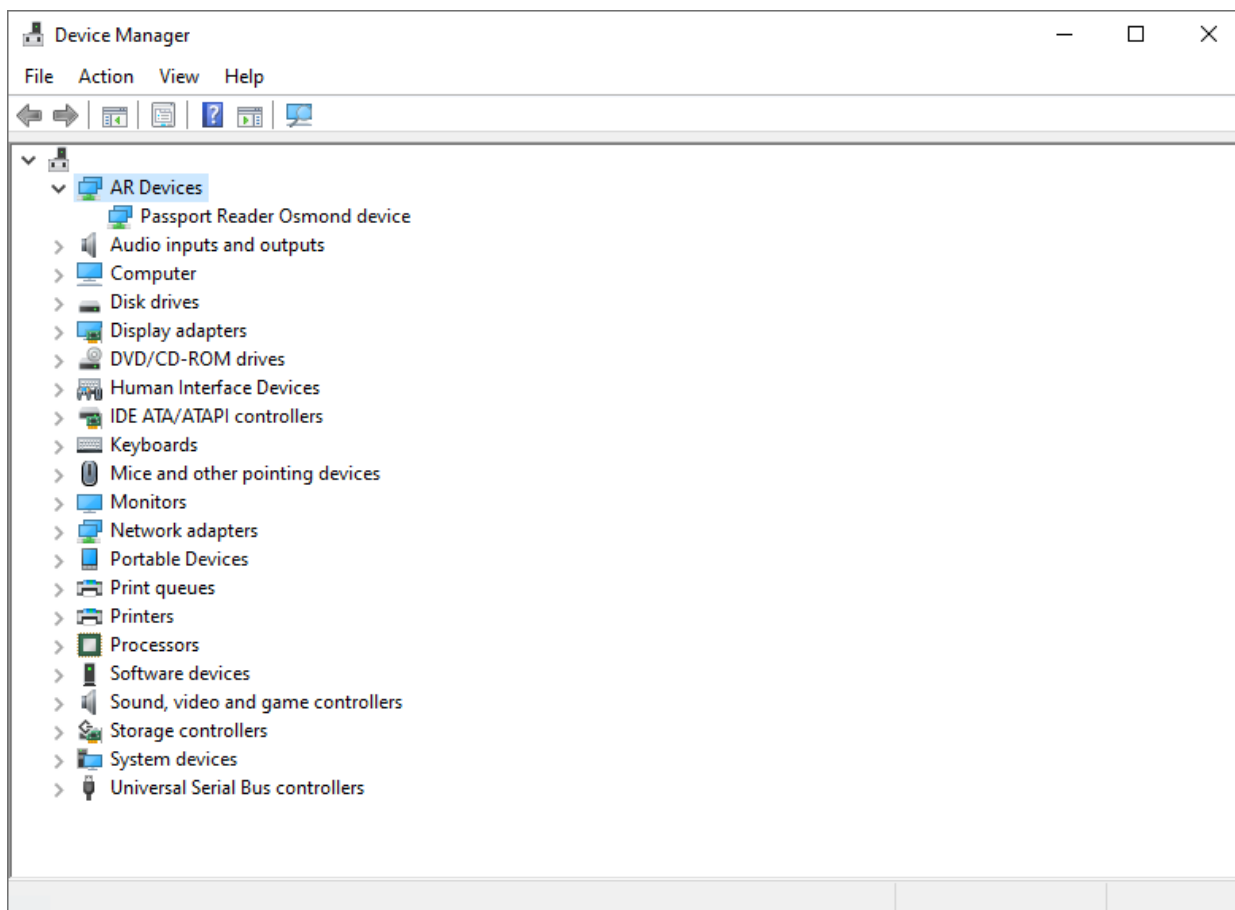 Device Manager
File Action View Help
AR Devices
Passport Reader Osmond device
Audio inputs and outputs
Computer
Disk drives
Display adapters
DVD/CD-ROM drives
Human Interface Devices
IDE ATA/ATAPI controllers
Keyboards
Mice and other pointing devices
Monitors
Network adapters
Portable Devices
Print queues
Printers
Processors
Software devices
Sound, video and game controllers
Storage controllers
System devices
Universal Serial Bus controllers